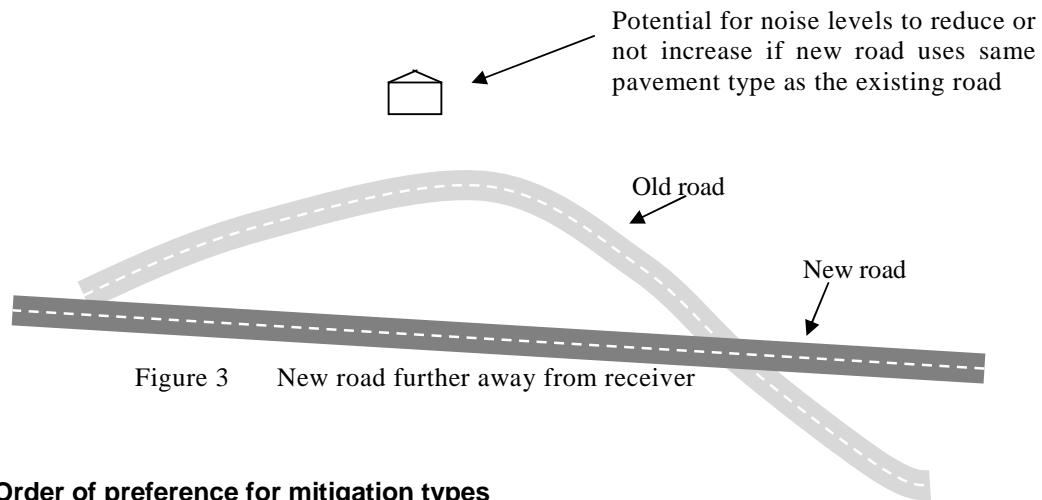 Potential for noise levels to reduce or
not increase if new road uses same
pavement type as the existing road
Old road
New road
Figure 3 New road further away from receiver
Order of preference for mitigation types